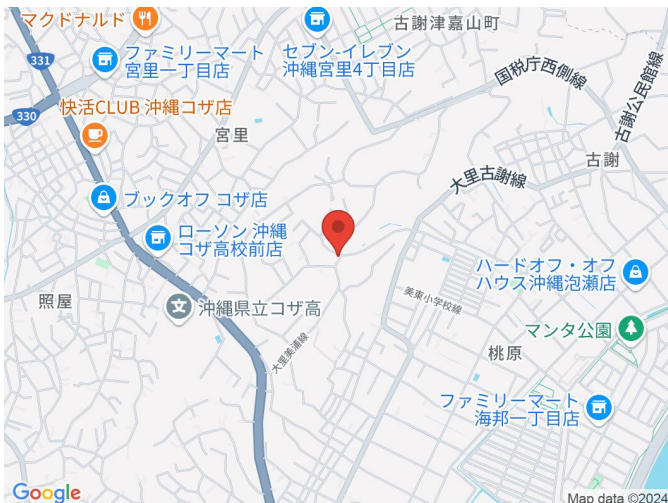 マクドナルド
古謝津嘉山町
331
ファミリーマート
宮里一丁目店
セブン-イレブン
沖縄宮里4丁目店
国税庁西側線
古謝公民館線
330
快活CLUB 沖縄コザ店
宮里
古謝
大里古謝線
ブックオフ コザ店
ローソン 沖縄
コザ高校前店
ハードオフ・オフ
ハウス沖縄泡瀬店
照屋
沖縄県立コザ高
美東小学校線
マンタ公園
大里美浦線
桃原
ファミリーマート
海邦一丁目店
Google
Map data ©2024